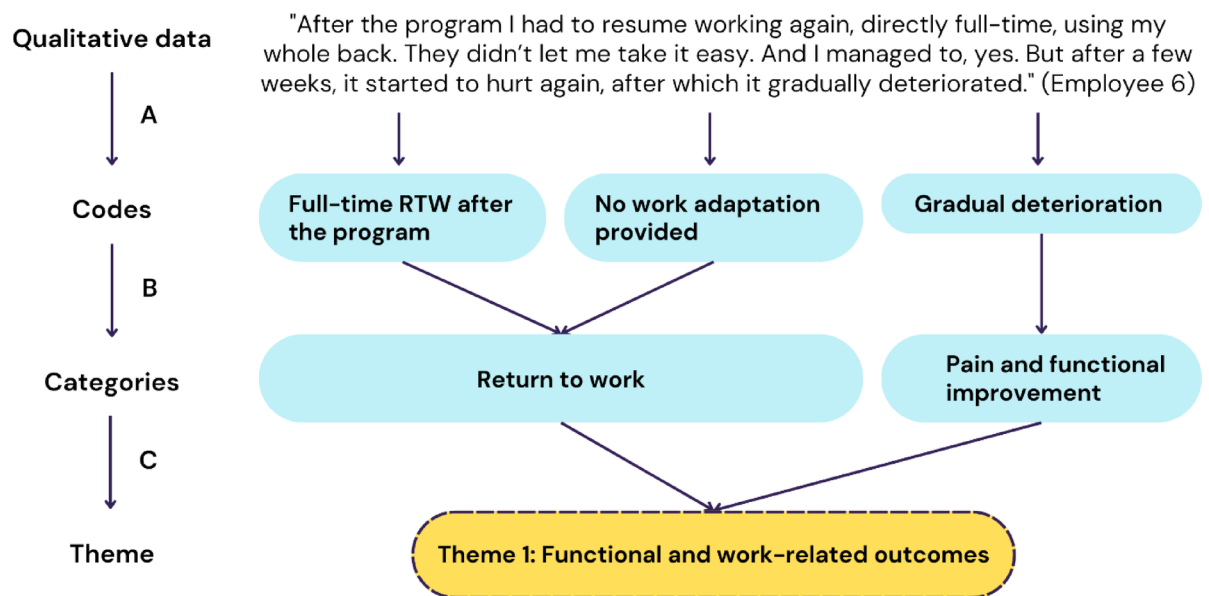 Qualitative data
"After the program I had to resume working again, directly full-time, using my
whole back. They didn't let me take it easy. And I managed to, yes. But after a few
weeks, it started to hurt again, after which it gradually deteriorated." (Employee 6)
A
Codes
Full-time RTW after
the program
No work adaptation
provided
Gradual deterioration
B
Categories
Return to work
Pain and functional
improvement
C
Theme
Theme 1: Functional and work-related outcomes